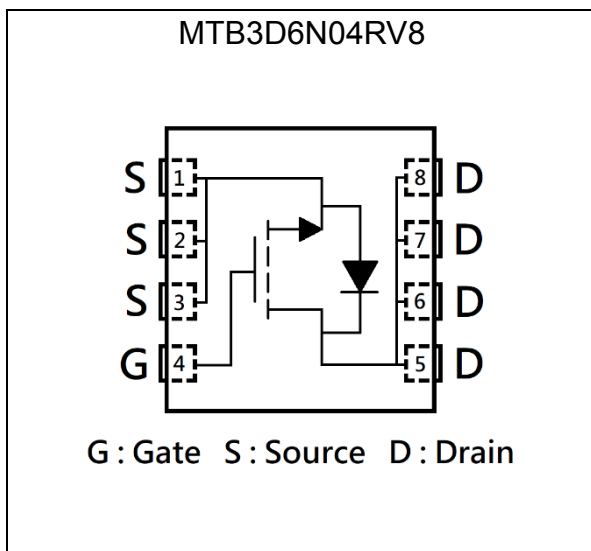 MTB3D6N04RV8
S 1 8 D
S 2 7 D
S 3 6 D
G 4 5 D
G : Gate S : Source D : Drain